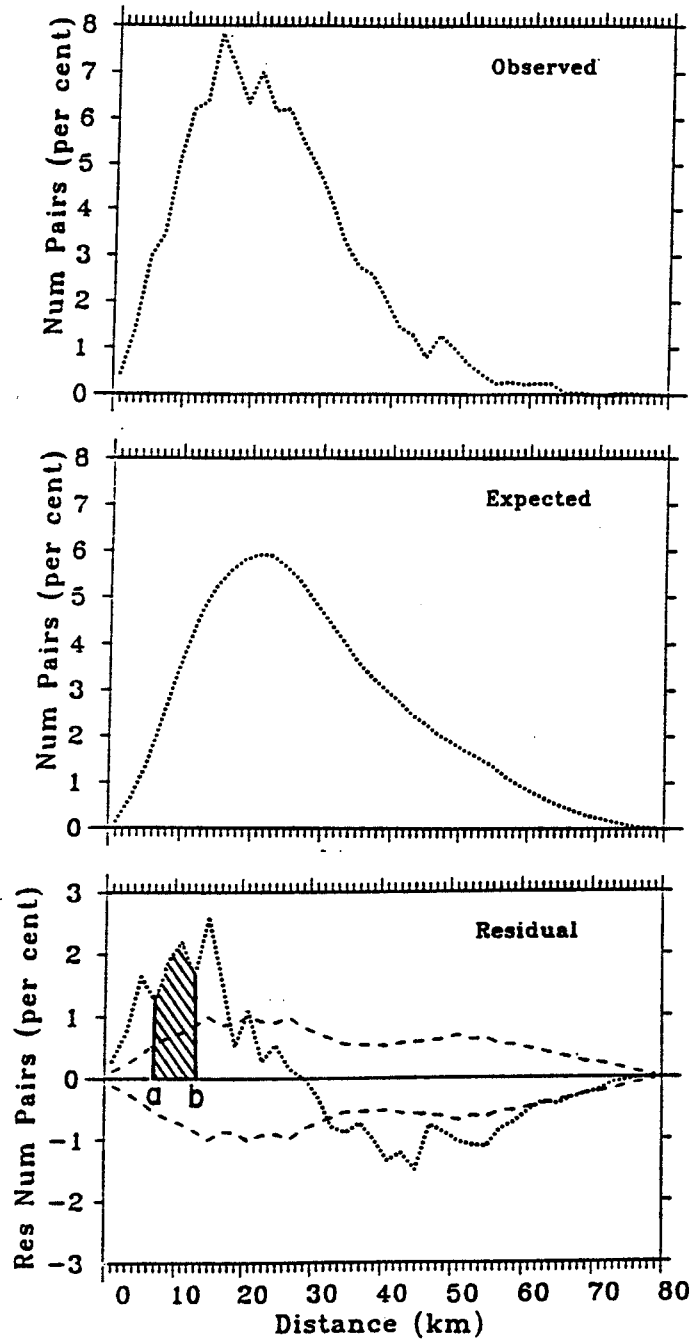 8
7
6
5
4
3
2
1
0
Num Pairs (per cent)
Observed
8
7
6
5
4
3
2
1
0
Num Pairs (per cent)
Expected
3
2
1
0
-1
-2
-3
Res Num Pairs (per cent)
Residual
a b
0 10 20 30 40 50 60 70 80
Distance (km)